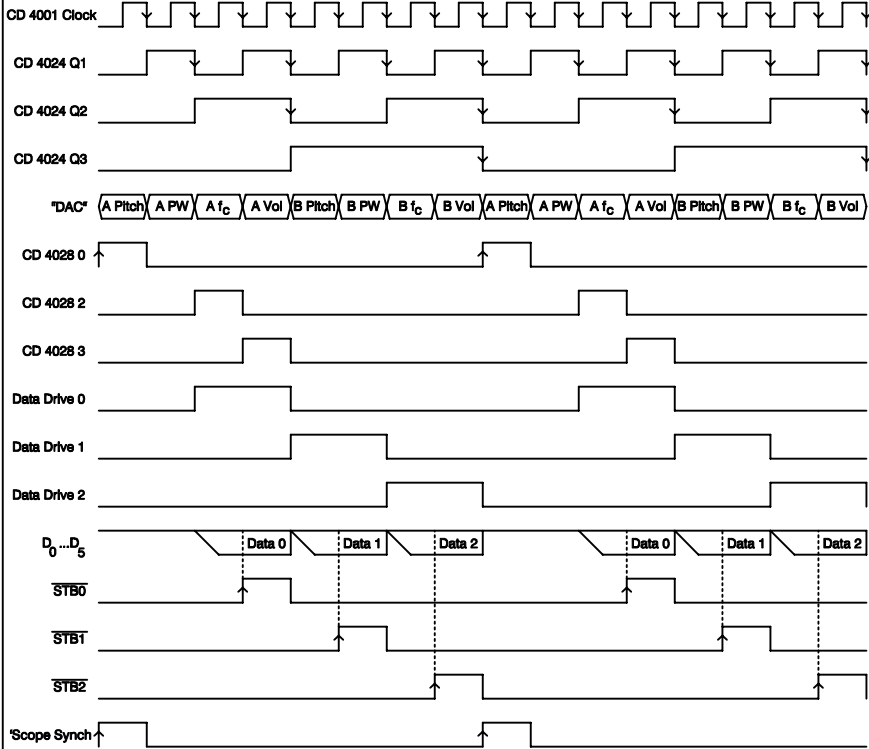 CD 4001 Clock
CD 4024 Q1
CD 4024 Q2
CD 4024 Q3
"DAC" A Pitch A PW A fC A Vol B Pitch B PW B fC B Vol A Pitch A PW A fC A Vol B Pitch B PW B fC B Vol
CD 4028 0
CD 4028 2
CD 4028 3
Data Drive 0
Data Drive 1
Data Drive 2
D0 ...D5 Data 0 Data 1 Data 2 Data 0 Data 1 Data 2
STB0
STB1
STB2
'Scope Synch